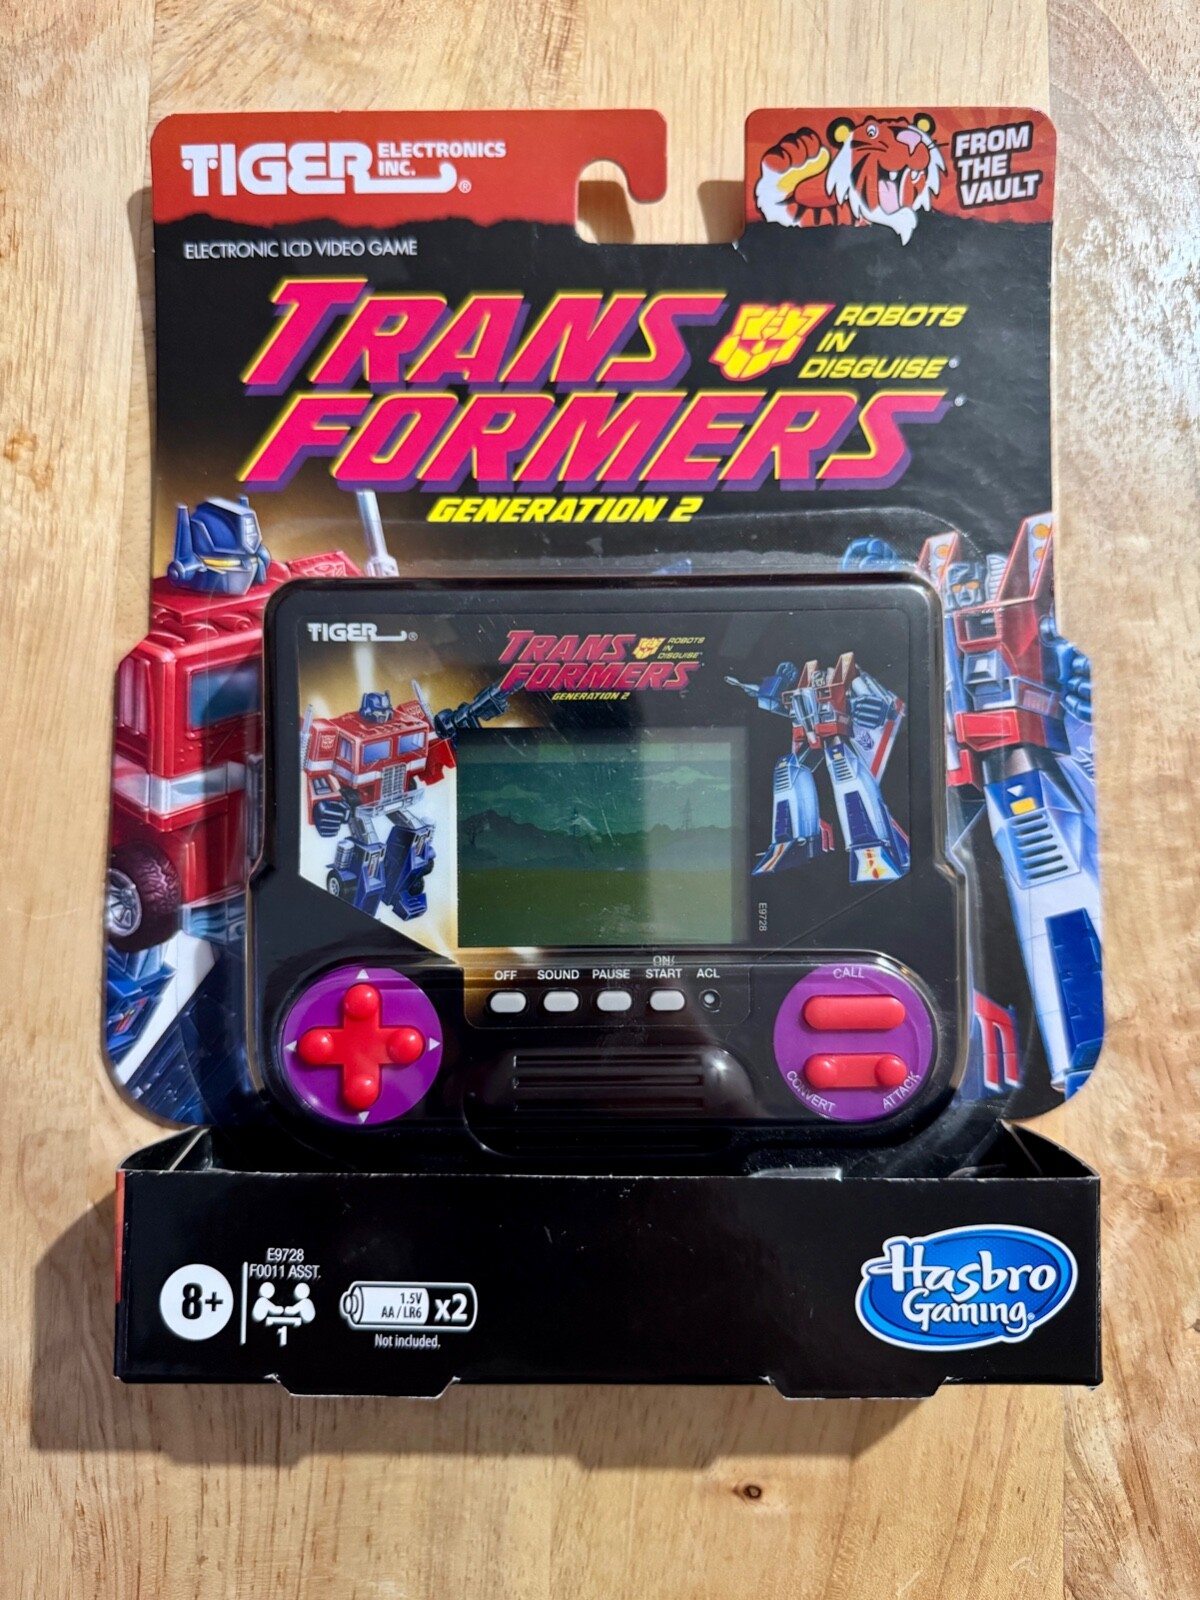 TIGER ELECTRONICS INC.®
FROM
THE
VAULT
ELECTRONIC LCD VIDEO GAME
TRANS
FORMERS
ROBOTS
IN
DISGUISE®
GENERATION 2
TIGER®
TRANS
FORMERS
ROBOTS
IN
DISGUISE
GENERATION 2
E9728
OFF SOUND PAUSE ON/ START ACL
CALL
CONVERT ATTACK
8+
E9728
F0011 ASST.
1
1.5V
AA / LR6
x2
Not included.
Hasbro
Gaming®